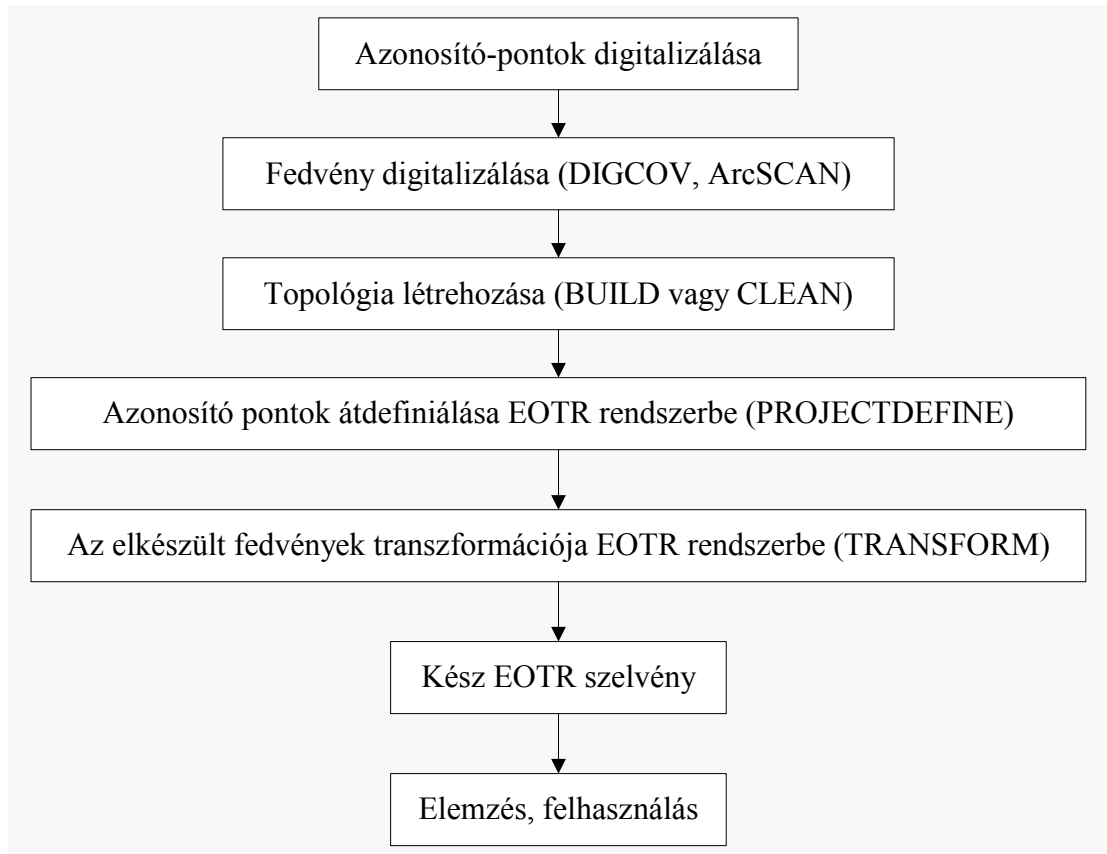 Azonosító-pontok digitalizálása
Fedvény digitalizálása (DIGCOV, ArcSCAN)
Topológia létrehozása (BUILD vagy CLEAN)
Azonosító pontok átdefiniálása EOTR rendszerbe (PROJECTDEFINE)
Az elkészült fedvények transzformációja EOTR rendszerbe (TRANSFORM)
Kész EOTR szelvény
Elemzés, felhasználás